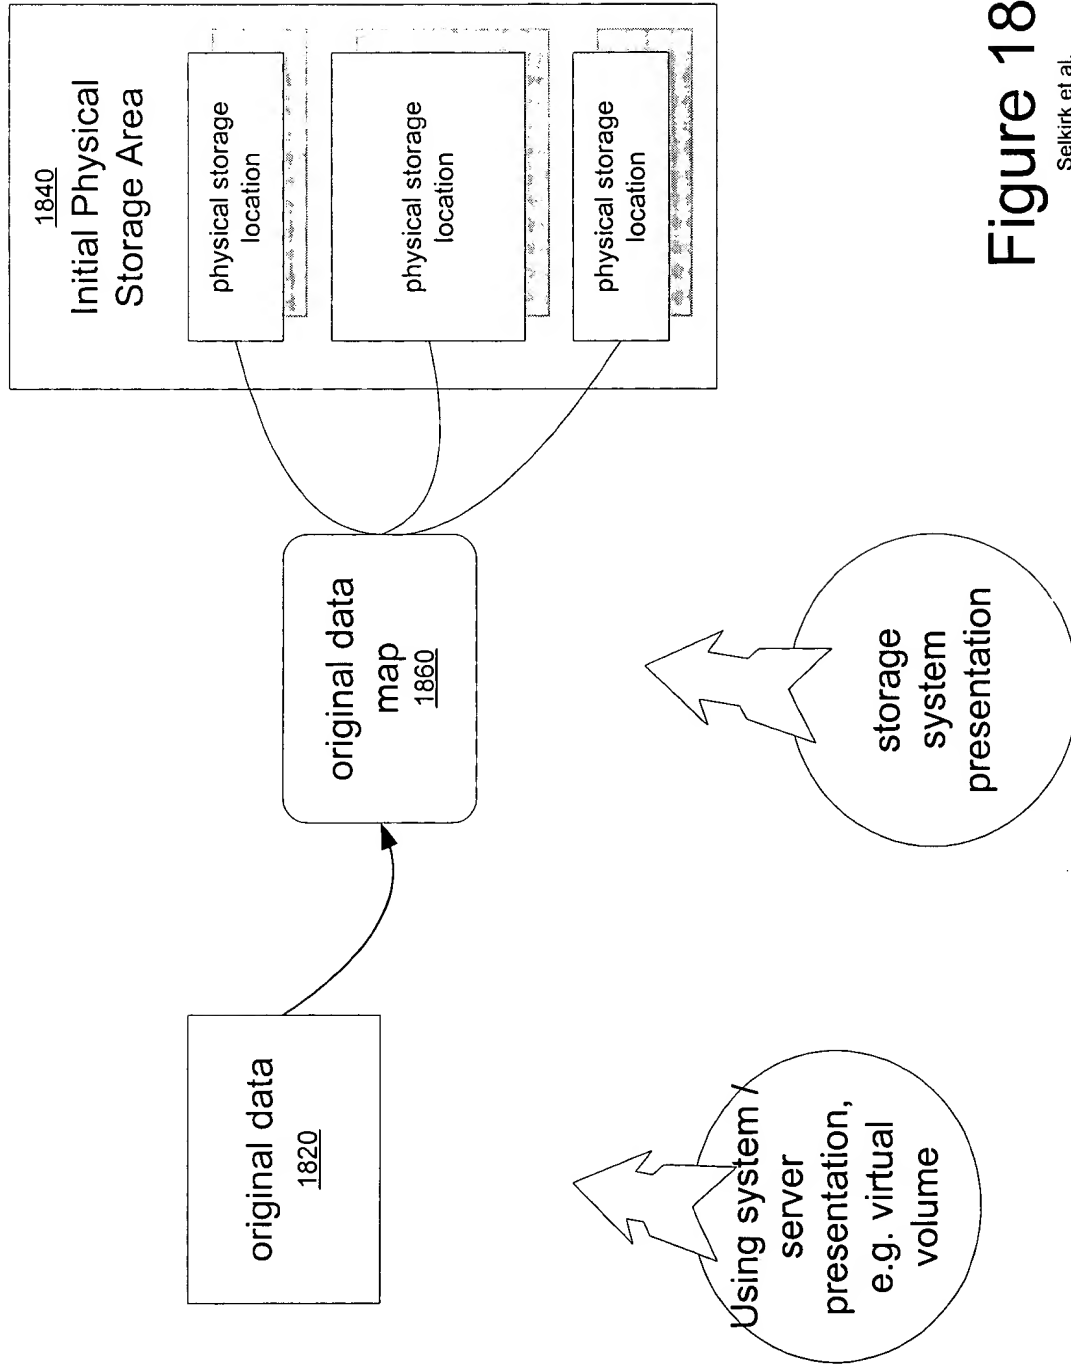 1840
Initial Physical
Storage Area
physical storage
location
physical storage
location
physical storage
location
original data
map
1860
original data
1820
storage
system
presentation
Using system /
server
presentation,
e.g. virtual
volume
Figure 18
Selkirk et al.